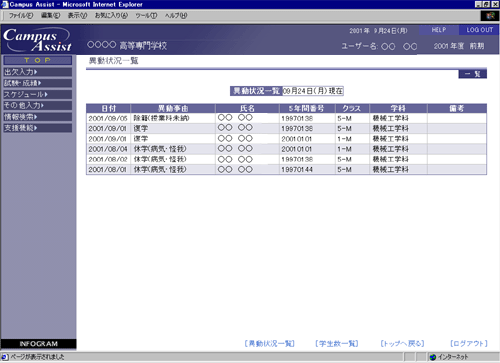 Campus Assist - Microsoft Internet Explorer
ファイル(F) 編集(E) 表示(V) お気に入り(A) ツール(T) ヘルプ(H)
Campus Assist
2001年 9月24日(月) HELP LOG OUT
○○○○ 高等専門学校 ユーザー名 ○○ ○○ 2001年度 前期
TOP
異動状況一覧
出欠入力
試験・成績
スケジュール
その他入力
情報検索
支援機能
一覧
異動状況一覧 09月24日(月)現在
日付 異動事由 氏名 5年間番号 クラス 学科 備考
2001/09/05 除籍(授業料未納) ○○ ○○ 19970138 5-M 機械工学科
2001/09/01 復学 ○○ ○○ 19970138 5-M 機械工学科
2001/09/01 復学 ○○ ○○ 20010101 1-M 機械工学科
2001/08/04 休学(病気・怪我) ○○ ○○ 20010101 1-M 機械工学科
2001/08/02 休学(病気・怪我) ○○ ○○ 19970138 5-M 機械工学科
2001/08/01 休学(病気・怪我) ○○ ○○ 19970144 5-M 機械工学科
INFOGRAM
[異動状況一覧] [学生数一覧] [トップへ戻る] [ログアウト]
ページが表示されました インターネット